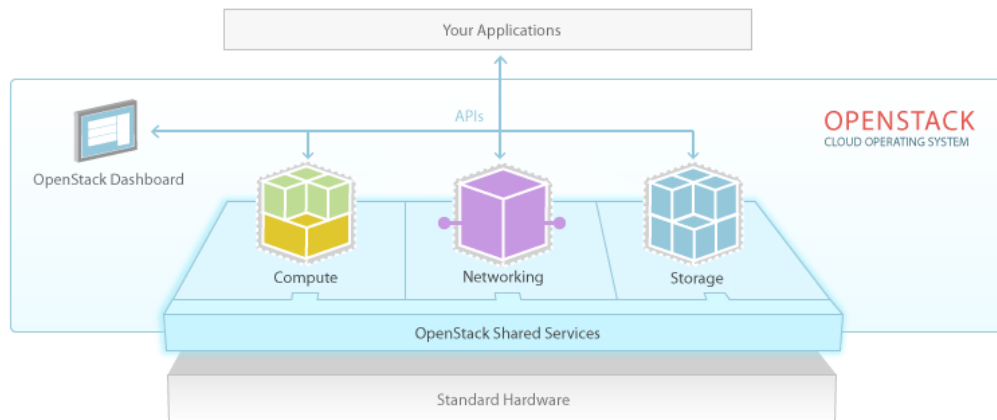 Your Applications
APIs
OPENSTACK
CLOUD OPERATING SYSTEM
OpenStack Dashboard
Compute
Networking
Storage
OpenStack Shared Services
Standard Hardware